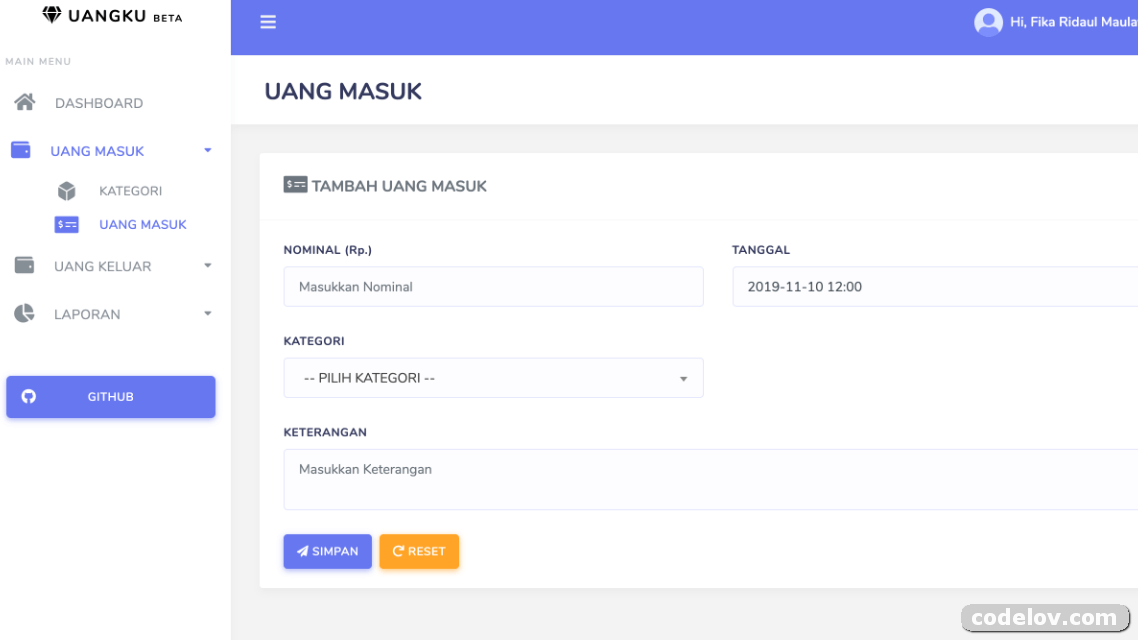 UANGKU BETA
Hi, Fika Ridaul
MAIN MENU
UANG MASUK
DASHBOARD
UANG MASUK
KATEGORI
UANG MASUK
UANG KELUAR
LAPORAN
GITHUB
TAMBAH UANG MASUK
NOMINAL (Rp.)
TANGGAL
Masukkan Nominal
2019-11-10 12:00
KATEGORI
-- PILIH KATEGORI --
KETERANGAN
Masukkan Keterangan
SIMPAN
RESET
codelov.com